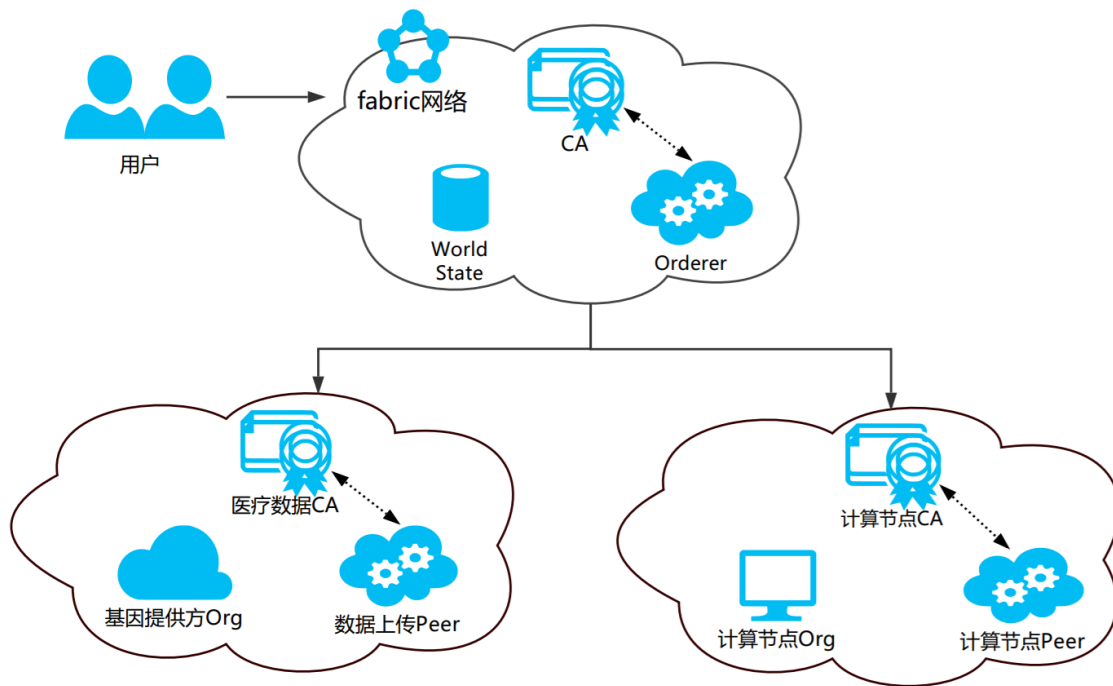 fabric网络
CA
用户
World
State
Orderer
医疗数据CA
基因提供方Org
数据上传Peer
计算节点CA
计算节点Org
计算节点Peer